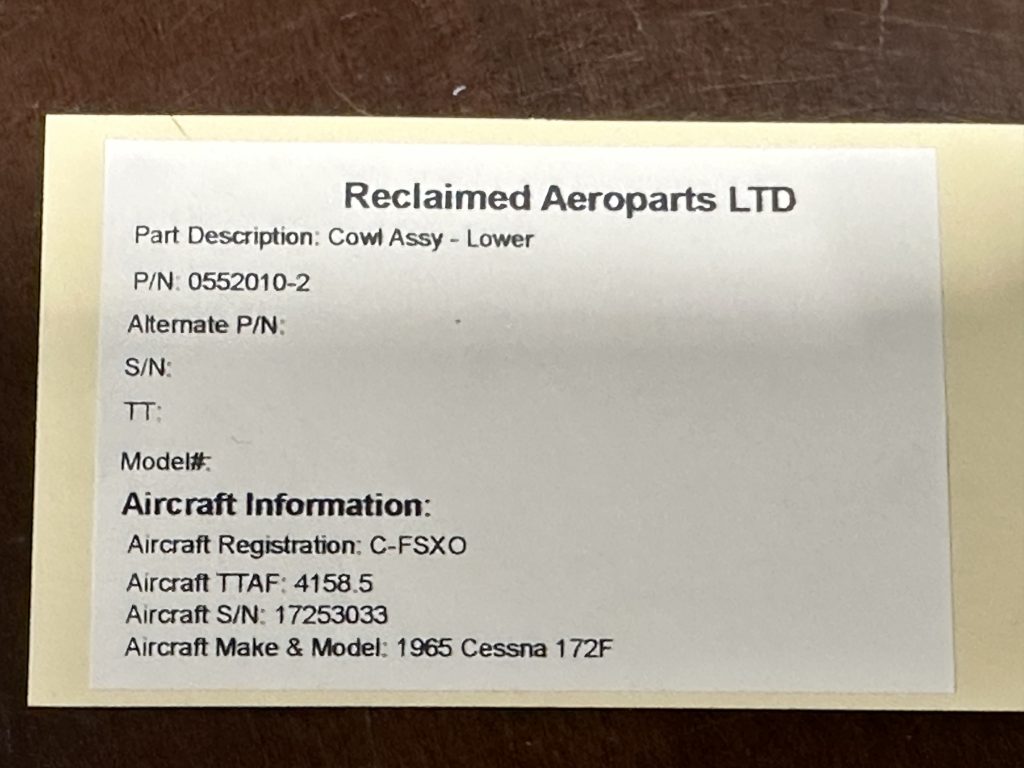 Reclaimed Aeroparts LTD
Part Description: Cowl Assy - Lower
P/N: 0552010-2
Alternate P/N:
S/N:
TT:
Model#:
Aircraft Information:
Aircraft Registration: C-FSXO
Aircraft TTAF: 4158.5
Aircraft S/N: 17253033
Aircraft Make & Model: 1965 Cessna 172F